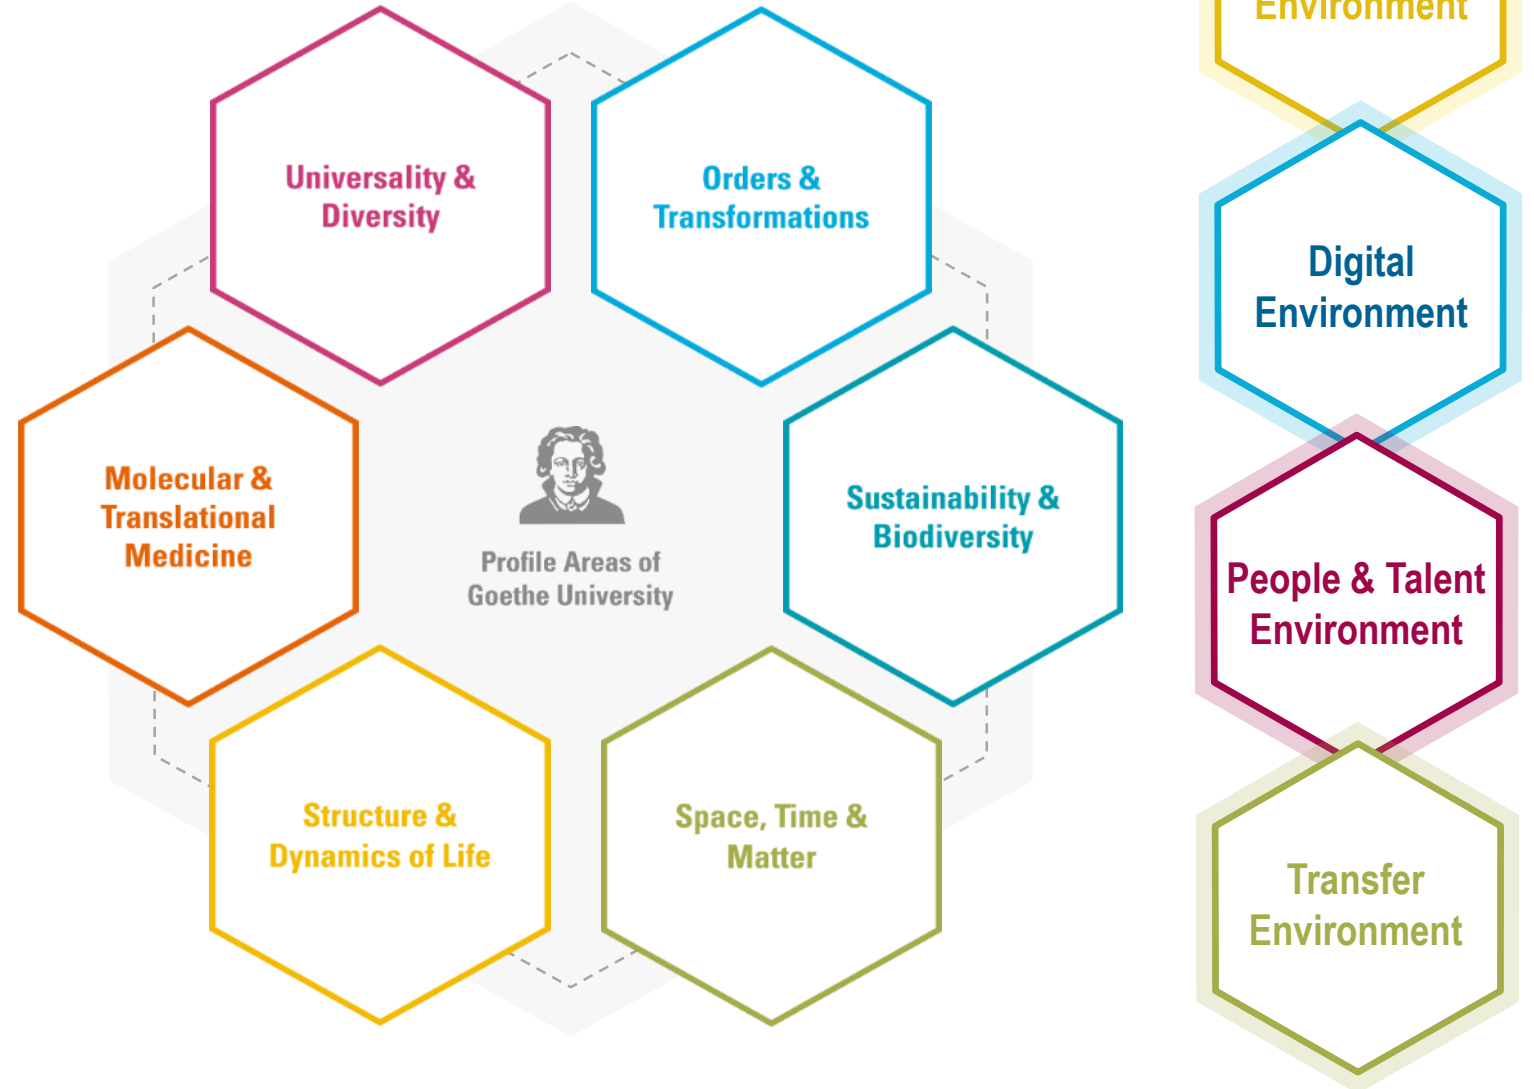 Universality &
Diversity
Orders &
Transformations
Molecular &
Translational
Medicine
Profile Areas of
Goethe University
Sustainability &
Biodiversity
Structure &
Dynamics of Life
Space, Time &
Matter
Environment
Digital
Environment
People & Talent
Environment
Transfer
Environment